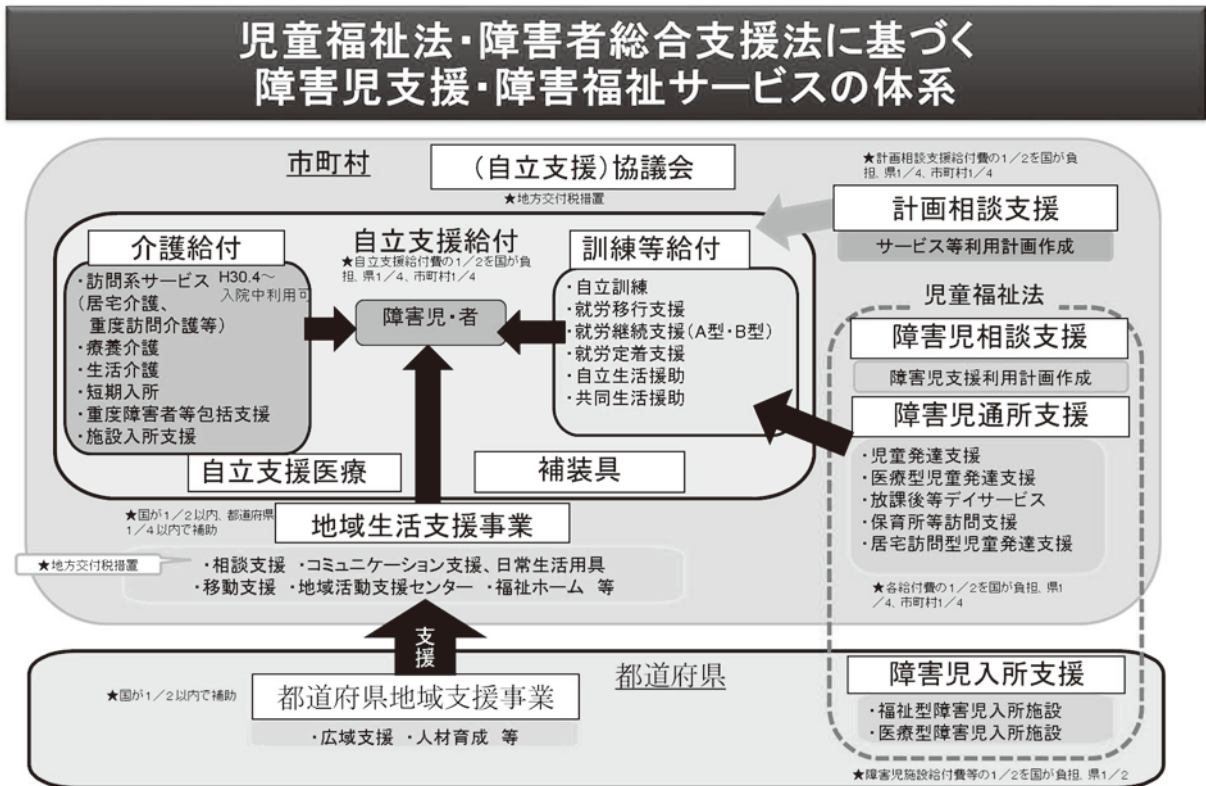 児童福祉法・障害者総合支援法に基づく
障害児支援・障害福祉サービスの体系
市町村
(自立支援)協議会
★地方交付税措置
★計画相談支援給付費の1/2を国が負
担、県1/4、市町村1/4
計画相談支援
サービス等利用計画作成
介護給付
・訪問系サービス
H30.4~
入院中利用可
(居宅介護、
重度訪問介護等)
・療養介護
・生活介護
・短期入所
・重度障害者等包括支援
・施設入所支援
自立支援給付
★自立支援給付費の1/2を国が負
担、県1/4、市町村1/4
障害児・者
訓練等給付
・自立訓練
・就労移行支援
・就労継続支援(A型・B型)
・就労定着支援
・自立生活援助
・共同生活援助
自立支援医療
補装具
児童福祉法
障害児相談支援
障害児支援利用計画作成
障害児通所支援
・児童発達支援
・医療型児童発達支援
・放課後等デイサービス
・保育所等訪問支援
・居宅訪問型児童発達支援
★各給付費の1/2を国が負担、県1
/4、市町村1/4
★国が1/2以内、都道府県
1/4以内で補助
地域生活支援事業
★地方交付税措置
・相談支援 ・コミュニケーション支援、日常生活用具
・移動支援 ・地域活動支援センター ・福祉ホーム 等
支援
都道府県
★国が1/2以内で補助
都道府県地域支援事業
・広域支援 ・人材育成 等
障害児入所支援
・福祉型障害児入所施設
・医療型障害児入所施設
★障害児施設給付費等の1/2を国が負担、県1/2